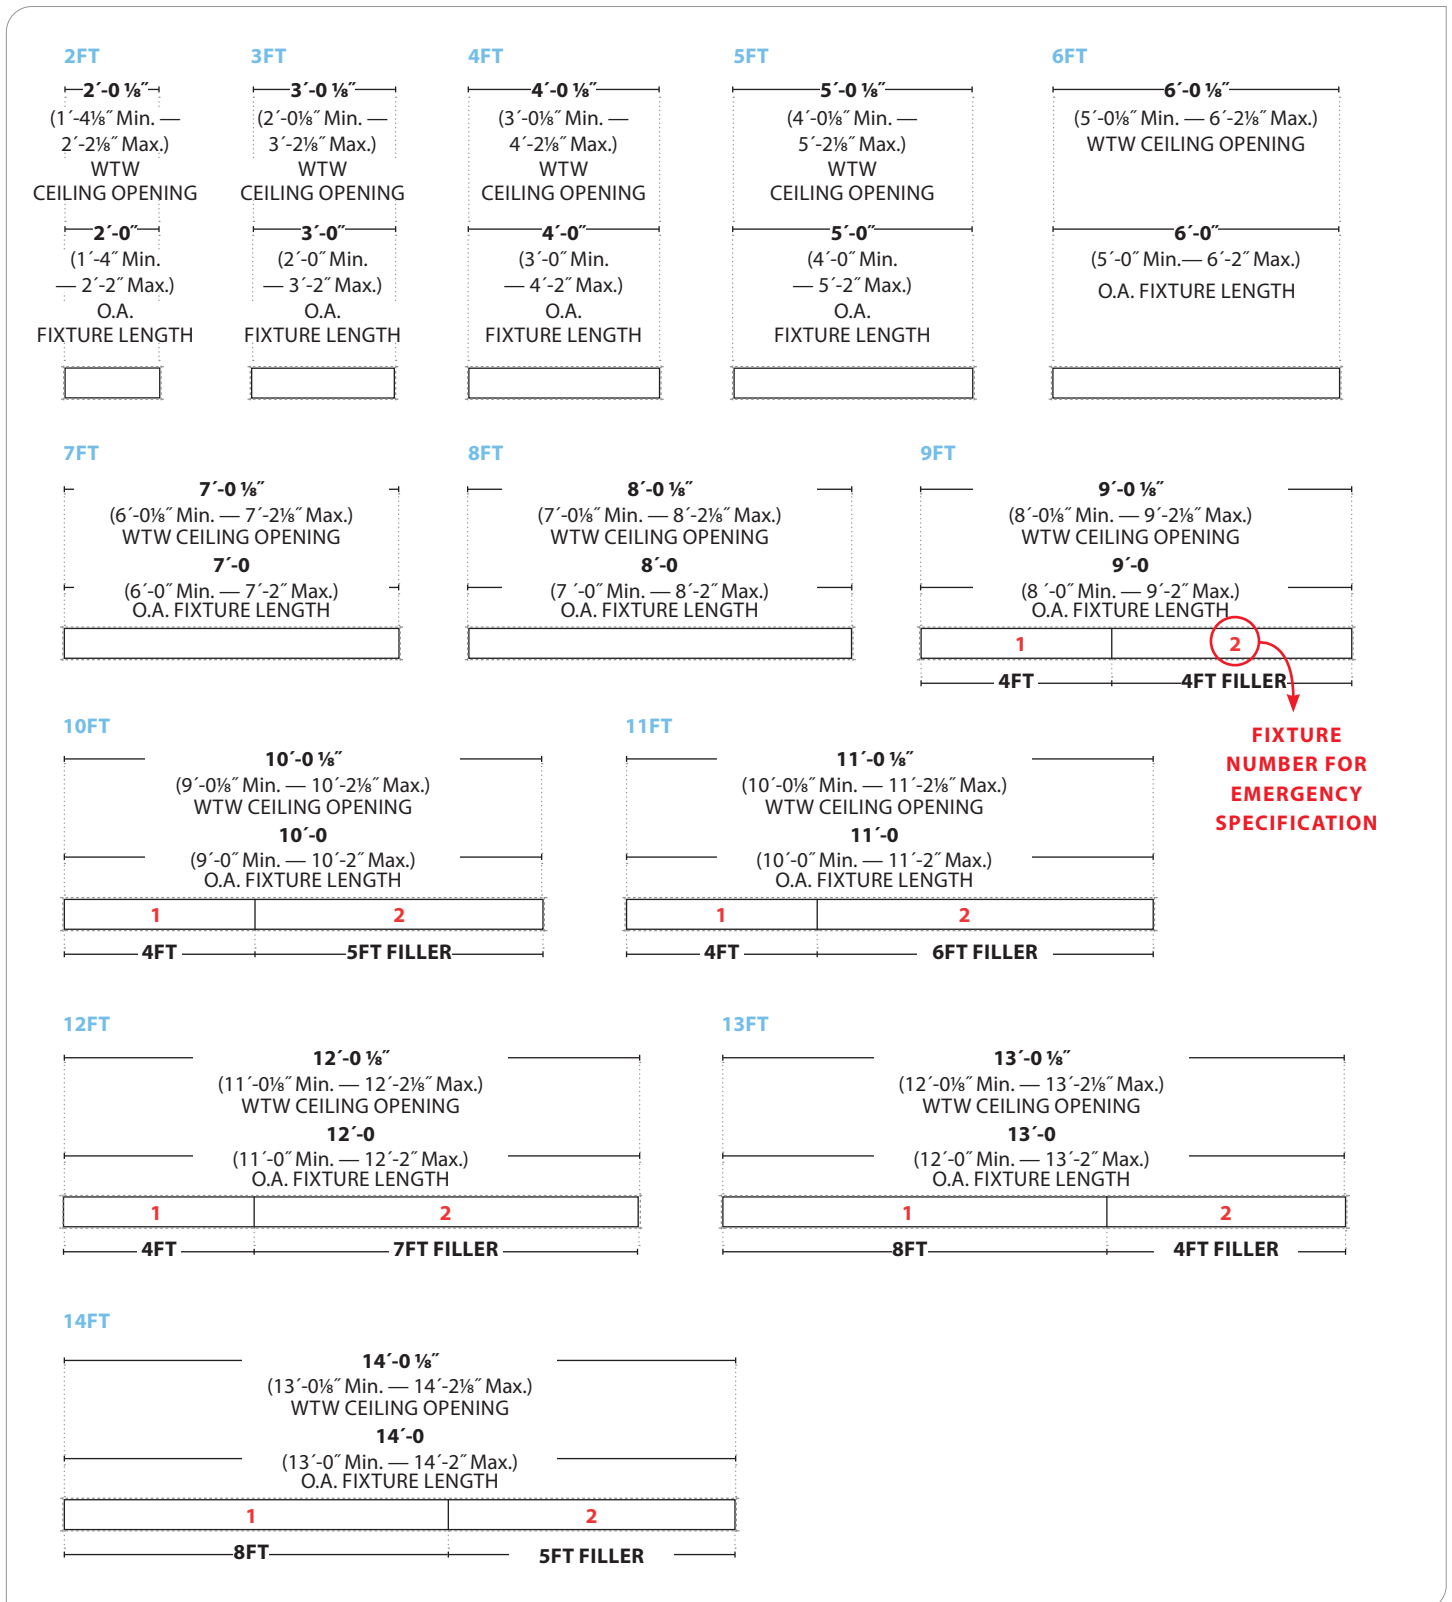 2FT
2´-0 ⅛˝
(1´-4⅛˝ Min. —
2´-2⅛˝ Max.)
WTW
CEILING OPENING
2´-0˝
(1´-4˝ Min.
— 2´-2˝ Max.)
O.A.
FIXTURE LENGTH
3FT
3´-0 ⅛˝
(2´-0⅛˝ Min. —
3´-2⅛˝ Max.)
WTW
CEILING OPENING
3´-0˝
(2´-0˝ Min.
— 3´-2˝ Max.)
O.A.
FIXTURE LENGTH
4FT
4´-0 ⅛˝
(3´-0⅛˝ Min. —
4´-2⅛˝ Max.)
WTW
CEILING OPENING
4´-0˝
(3´-0˝ Min.
— 4´-2˝ Max.)
O.A.
FIXTURE LENGTH
5FT
5´-0 ⅛˝
(4´-0⅛˝ Min. —
5´-2⅛˝ Max.)
WTW
CEILING OPENING
5´-0˝
(4´-0˝ Min.
— 5´-2˝ Max.)
O.A.
FIXTURE LENGTH
6FT
6´-0 ⅛˝
(5´-0⅛˝ Min. — 6´-2⅛˝ Max.)
WTW CEILING OPENING
6´-0˝
(5´-0˝ Min.— 6´-2˝ Max.)
O.A. FIXTURE LENGTH
7FT
7´-0 ⅛˝
(6´-0⅛˝ Min. — 7´-2⅛˝ Max.)
WTW CEILING OPENING
7´-0
(6´-0˝ Min. — 7´-2˝ Max.)
O.A. FIXTURE LENGTH
8FT
8´-0 ⅛˝
(7´-0⅛˝ Min. — 8´-2⅛˝ Max.)
WTW CEILING OPENING
8´-0
(7 ´-0˝ Min. — 8´-2˝ Max.)
O.A. FIXTURE LENGTH
9FT
9´-0 ⅛˝
(8´-0⅛˝ Min. — 9´-2⅛˝ Max.)
WTW CEILING OPENING
9´-0
(8 ´-0˝ Min. — 9´-2˝ Max.)
O.A. FIXTURE LENGTH
1 2
4FT 4FT FILLER
FIXTURE
NUMBER FOR
EMERGENCY
SPECIFICATION
10FT
10´-0 ⅛˝
(9´-0⅛˝ Min. — 10´-2⅛˝ Max.)
WTW CEILING OPENING
10´-0
(9´-0˝ Min. — 10´-2˝ Max.)
O.A. FIXTURE LENGTH
1 2
4FT 5FT FILLER
11FT
11´-0 ⅛˝
(10´-0⅛˝ Min. — 11´-2⅛˝ Max.)
WTW CEILING OPENING
11´-0
(10´-0˝ Min. — 11´-2˝ Max.)
O.A. FIXTURE LENGTH
1 2
4FT 6FT FILLER
12FT
12´-0 ⅛˝
(11´-0⅛˝ Min. — 12´-2⅛˝ Max.)
WTW CEILING OPENING
12´-0
(11´-0˝ Min. — 12´-2˝ Max.)
O.A. FIXTURE LENGTH
1 2
4FT 7FT FILLER
13FT
13´-0 ⅛˝
(12´-0⅛˝ Min. — 13´-2⅛˝ Max.)
WTW CEILING OPENING
13´-0
(12´-0˝ Min. — 13´-2˝ Max.)
O.A. FIXTURE LENGTH
1 2
8FT 4FT FILLER
14FT
14´-0 ⅛˝
(13´-0⅛˝ Min. — 14´-2⅛˝ Max.)
WTW CEILING OPENING
14´-0
(13´-0˝ Min. — 14´-2˝ Max.)
O.A. FIXTURE LENGTH
1 2
8FT 5FT FILLER